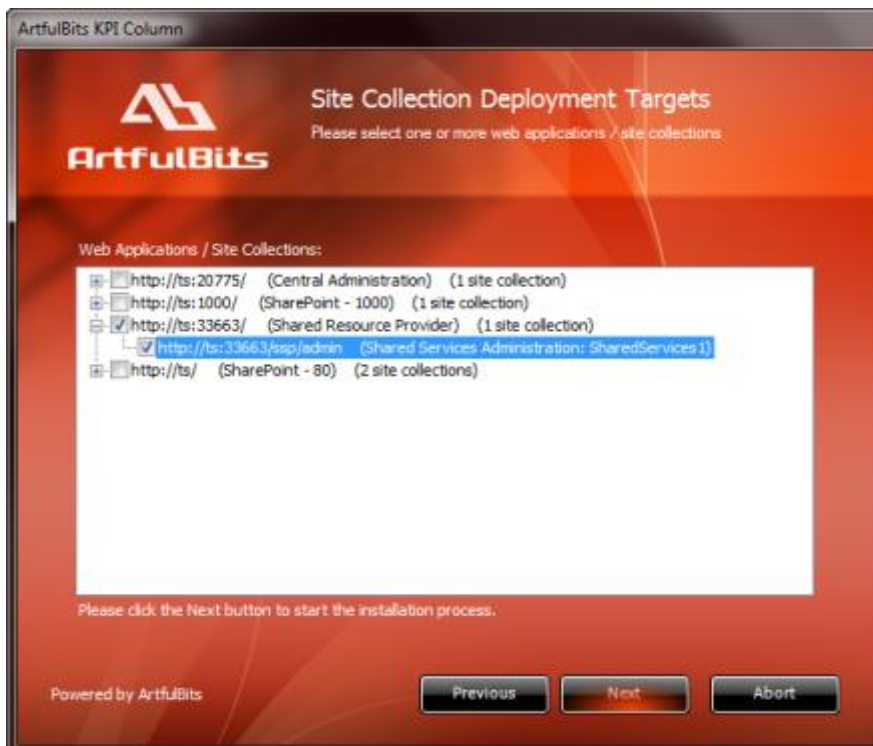 ArtfulBits KPI Column
ArtfulBits
Site Collection Deployment Targets
Please select one or more web applications / site collections
Web Applications / Site Collections:
http://ts:20775/ (Central Administration) (1 site collection)
http://ts:1000/ (SharePoint - 1000) (1 site collection)
http://ts:33663/ (Shared Resource Provider) (1 site collection)
http://ts:33663/ssp/admin (Shared Services Administration: SharedServices1)
http://ts/ (SharePoint - 80) (2 site collections)
Please click the Next button to start the installation process.
Powered by ArtfulBits
Previous
Next
Abort